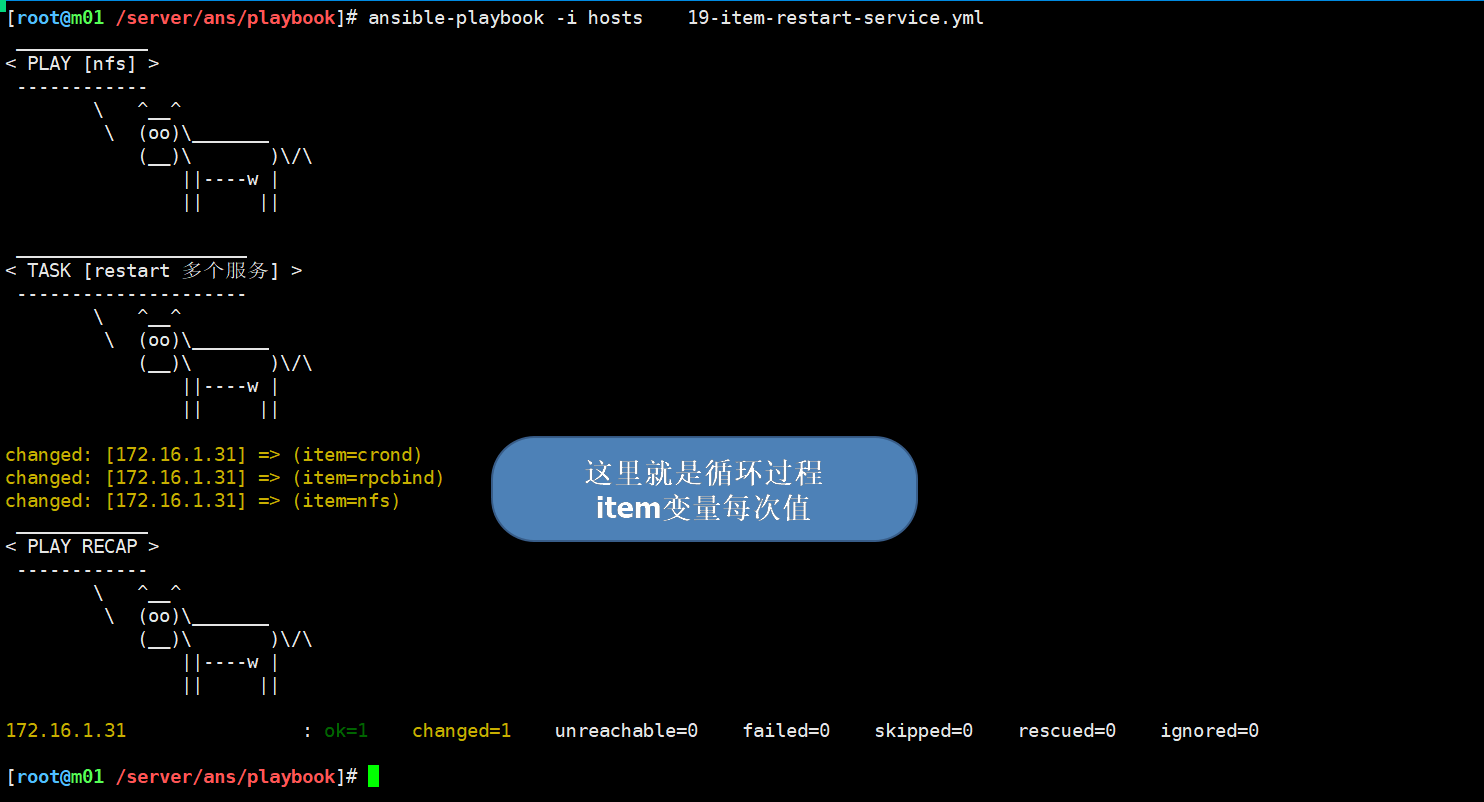 [root@m01 /server/ans/playbook]# ansible-playbook -i hosts    19-item-restart-service.yml
 ____________
< PLAY [nfs] >
 ------------
        \   ^__^
         \  (oo)\_______
            (__)\       )\/\
                ||----w |
                ||     ||
 _____________________
< TASK [restart 多个服务] >
 ---------------------
        \   ^__^
         \  (oo)\_______
            (__)\       )\/\
                ||----w |
                ||     ||
changed: [172.16.1.31] => (item=crond)
changed: [172.16.1.31] => (item=rpcbind)
changed: [172.16.1.31] => (item=nfs)
这里就是循环过程
item变量每次值
 ____________
< PLAY RECAP >
 ------------
        \   ^__^
         \  (oo)\_______
            (__)\       )\/\
                ||----w |
                ||     ||
172.16.1.31                : ok=1    changed=1    unreachable=0    failed=0    skipped=0    rescued=0    ignored=0
[root@m01 /server/ans/playbook]#